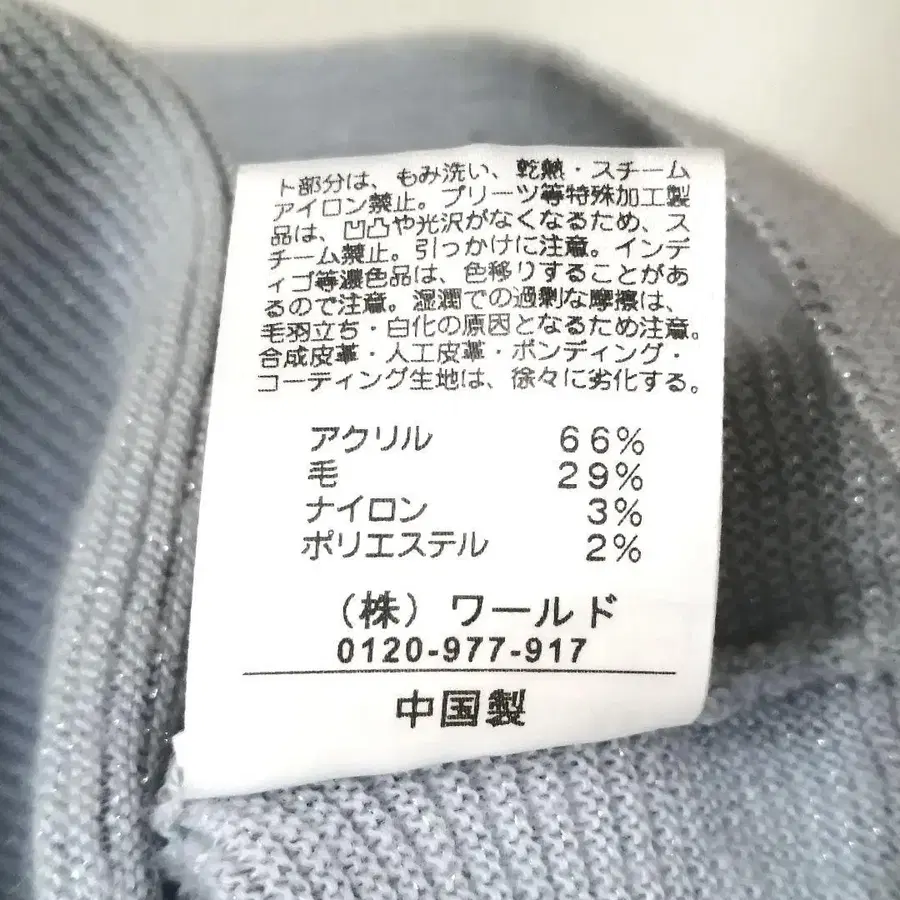 ト部分は、もみ洗い、乾熱・スチーム
アイロン禁止。プリーツ等特殊加工製
品は、凹凸や光沢がなくなるため、ス
チーム禁止。引っかけに注意。インデ
ィゴ等濃色品は、色移りすることがあ
るので注意。湿潤での過剰な摩擦は、
毛羽立ち・白化の原因となるため注意。
合成皮革・人工皮革・ボンディング・
コーティング生地は、徐々に劣化する。
アクリル 66%
毛 29%
ナイロン 3%
ポリエステル 2%
（株）ワールド
0120-977-917
中国製